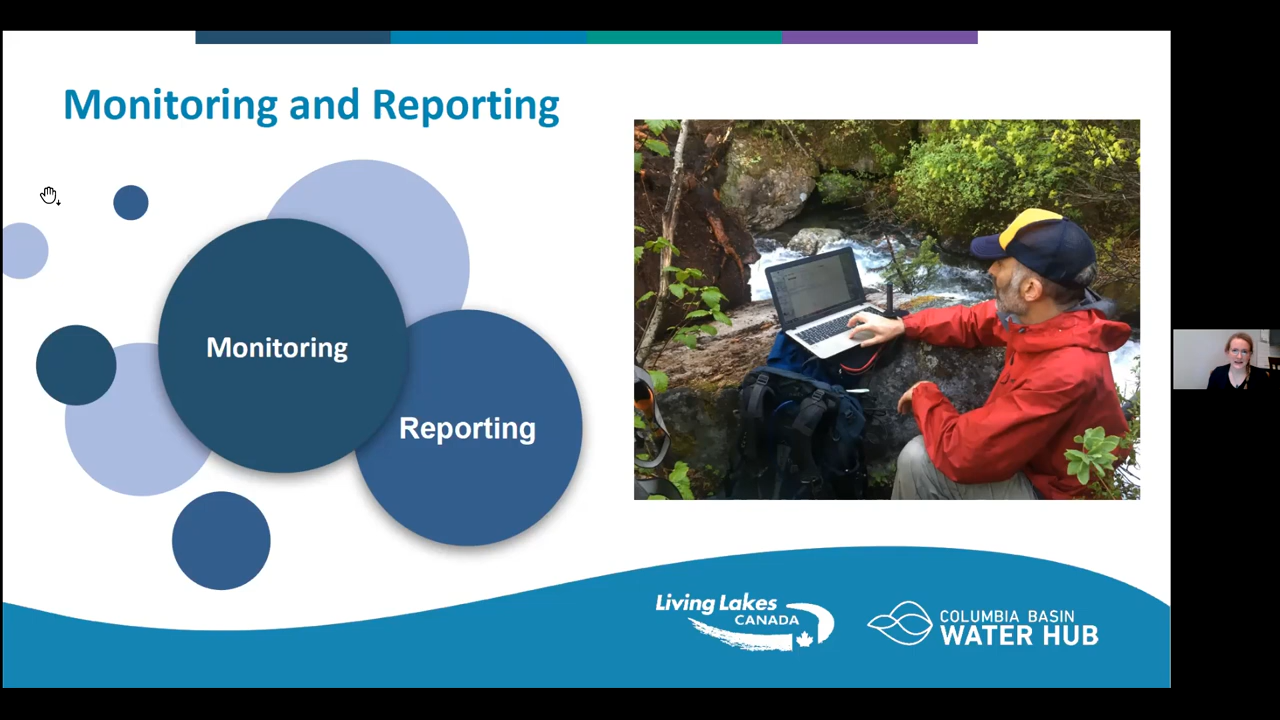 Monitoring and Reporting
Monitoring
Reporting
Living Lakes
CANADA
COLUMBIA BASIN
WATER HUB